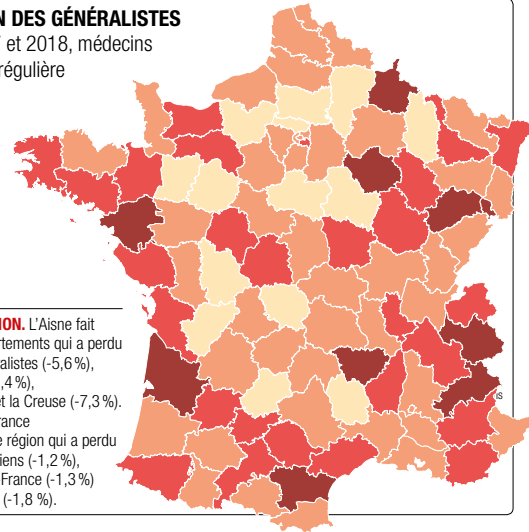 N DES GÉNÉRALISTES
et 2018, médecins
régulière
ION. L'Aisne fait
rtements qui a perdu
alistes (-5,6 %),
,4 %),
et la Creuse (-7,3 %).
rance
e région qui a perdu
iens (-1,2 %),
-France (-1,3 %)
(-1,8 %).